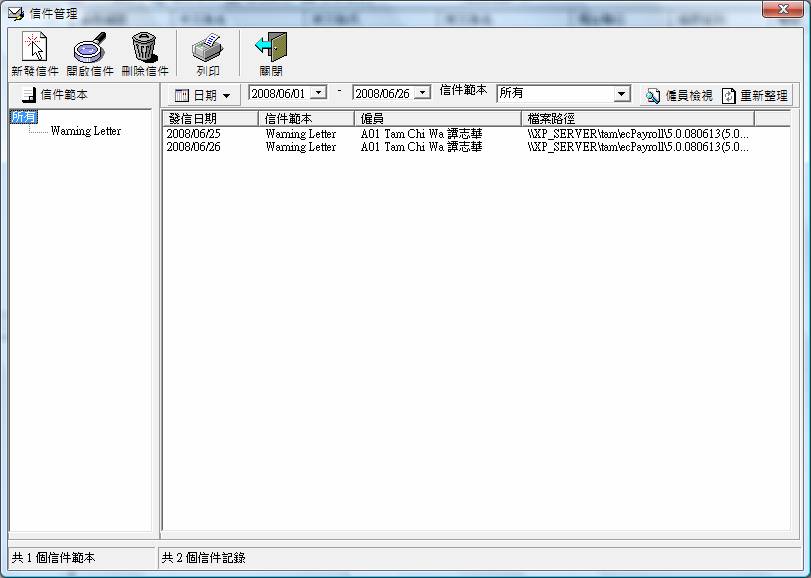 信件管理
新發信件 開啟信件 刪除信件 列印 關閉
信件範本 日期 2008/06/01 - 2008/06/26 信件範本 所有 僱員檢視 重新整理
所有
Warning Letter
發信日期 信件範本 僱員 檔案路徑
2008/06/25 Warning Letter A01 Tam Chi Wa 譚志華 \\XP_SERVER\tam\ecPayroll\5.0.080613(5.0...
2008/06/26 Warning Letter A01 Tam Chi Wa 譚志華 \\XP_SERVER\tam\ecPayroll\5.0.080613(5.0...
共 1 個信件範本 共 2 個信件記錄